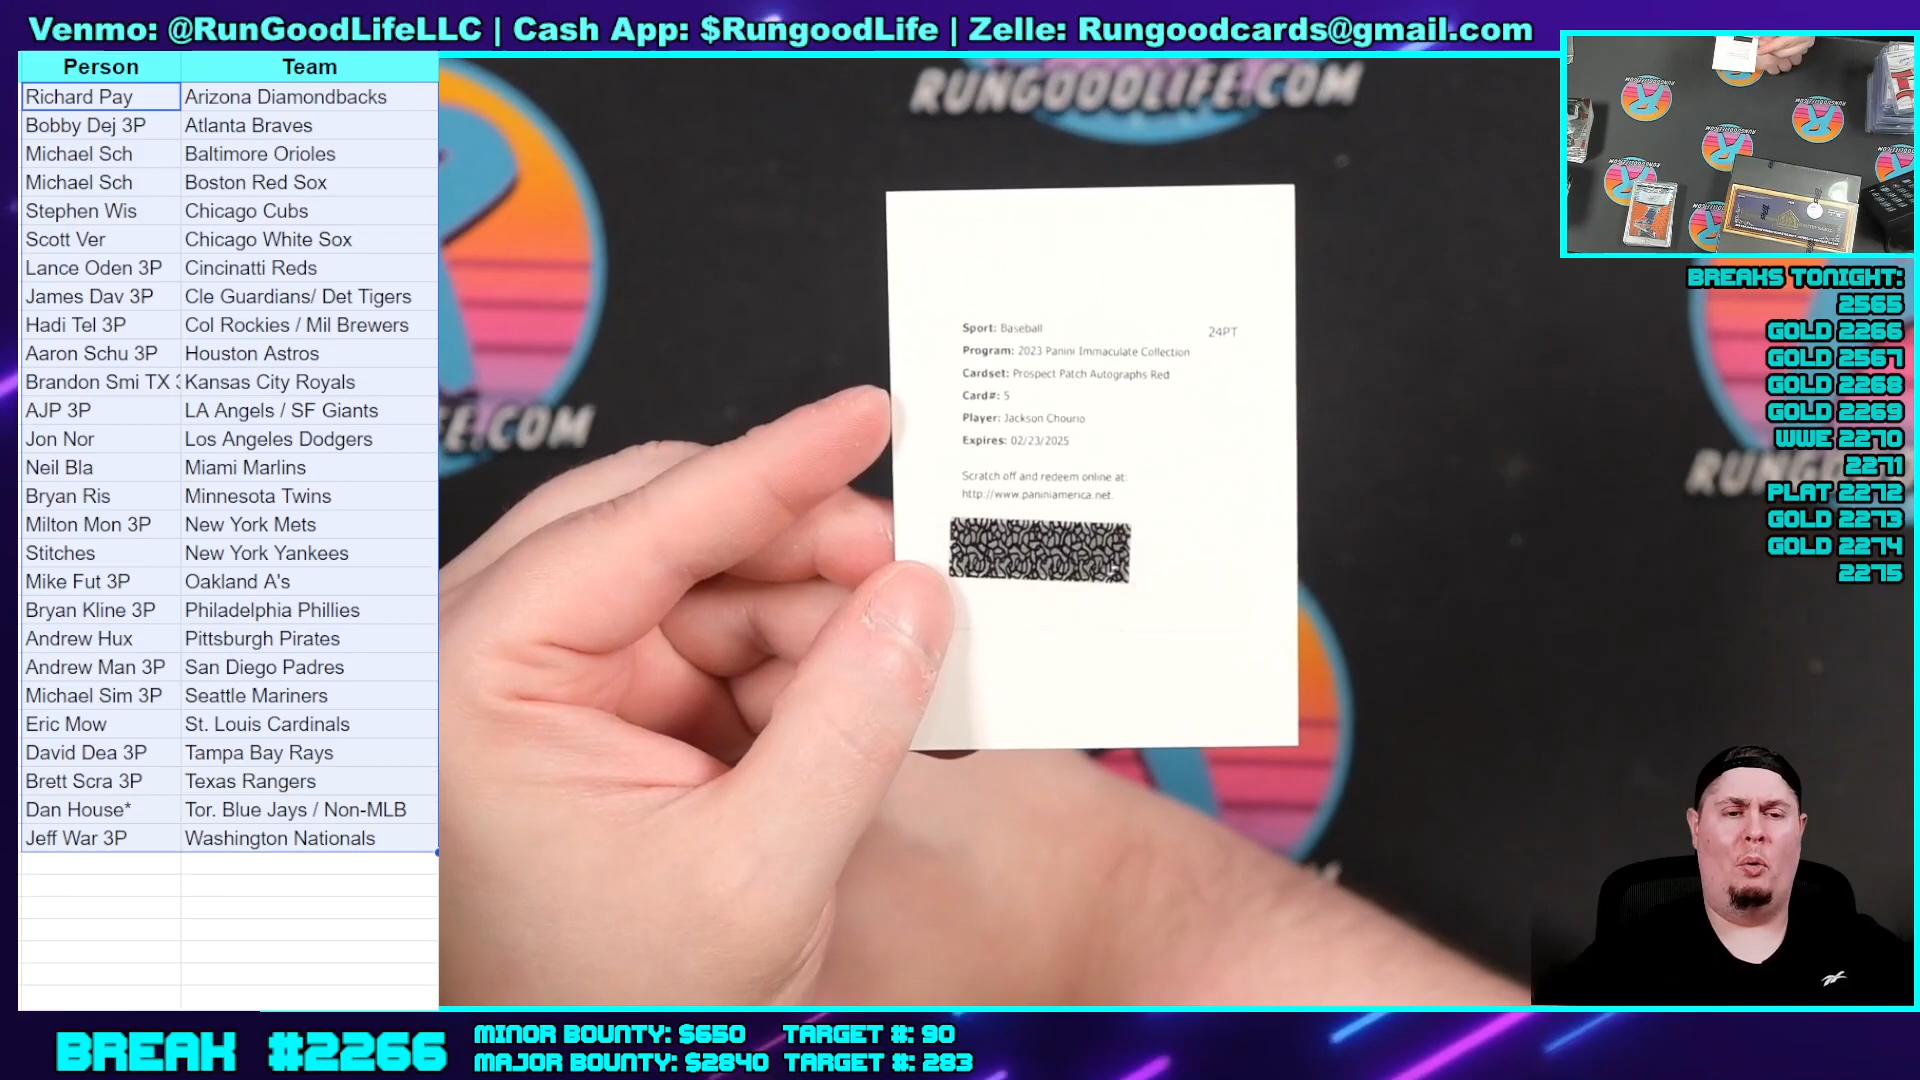 Venmo: @RunGoodLifeLLC | Cash App: $RungoodLife | Zelle: Rungoodcards@gmail.com
Person Team
Richard Pay Arizona Diamondbacks
Bobby Dej 3P Atlanta Braves
Michael Sch Baltimore Orioles
Michael Sch Boston Red Sox
Stephen Wis Chicago Cubs
Scott Ver Chicago White Sox
Lance Oden 3P Cincinatti Reds
James Dav 3P Cle Guardians/ Det Tigers
Hadi Tel 3P Col Rockies / Mil Brewers
Aaron Schu 3P Houston Astros
Brandon Smi TX Kansas City Royals
AJP 3P LA Angels / SF Giants
Jon Nor Los Angeles Dodgers
Neil Bla Miami Marlins
Bryan Ris Minnesota Twins
Milton Mon 3P New York Mets
Stitches New York Yankees
Mike Fut 3P Oakland A's
Bryan Kline 3P Philadelphia Phillies
Andrew Hux Pittsburgh Pirates
Andrew Man 3P San Diego Padres
Michael Sim 3P Seattle Mariners
Eric Mow St. Louis Cardinals
David Dea 3P Tampa Bay Rays
Brett Scra 3P Texas Rangers
Dan House* Tor. Blue Jays / Non-MLB
Jeff War 3P Washington Nationals
RUNGOODLIFE.COM
E.COM
Sport: Baseball
24PT
Program: 2023 Panini Immaculate Collection
Cardset: Prospect Patch Autographs Red
Card#: 5
Player: Jackson Chourio
Expires: 02/23/2025
Scratch off and redeem online at:
http://www.paniniamerica.net.
BREAKS TONIGHT:
2565
GOLD 2266
GOLD 2567
GOLD 2268
GOLD 2269
WWE 2270
2271
PLAT 2272
GOLD 2273
GOLD 2274
2275
BREAK #2266
MINOR BOUNTY: $650 TARGET #: 90
MAJOR BOUNTY: $2840 TARGET #: 283